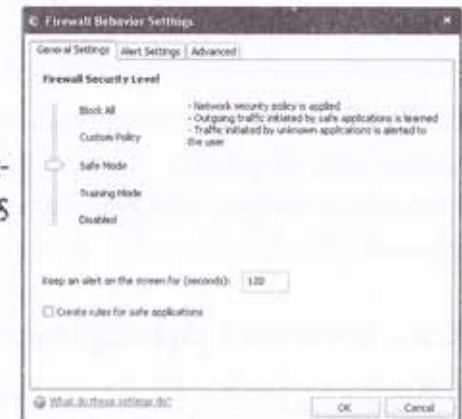 Firewall Behavior Settings
General Settings
Alert Settings
Advanced
Firewall Security Level
Block All
Custom Policy
Safe Mode
Training Mode
Disabled
- Network security policy is applied
- Outgoing traffic initiated by safe applications is learned
- Traffic initiated by unknown applications is alerted to
the user
Keep an alert on the screen for (seconds):
120
Create rules for safe applications
What do these settings do?
OK
Cancel